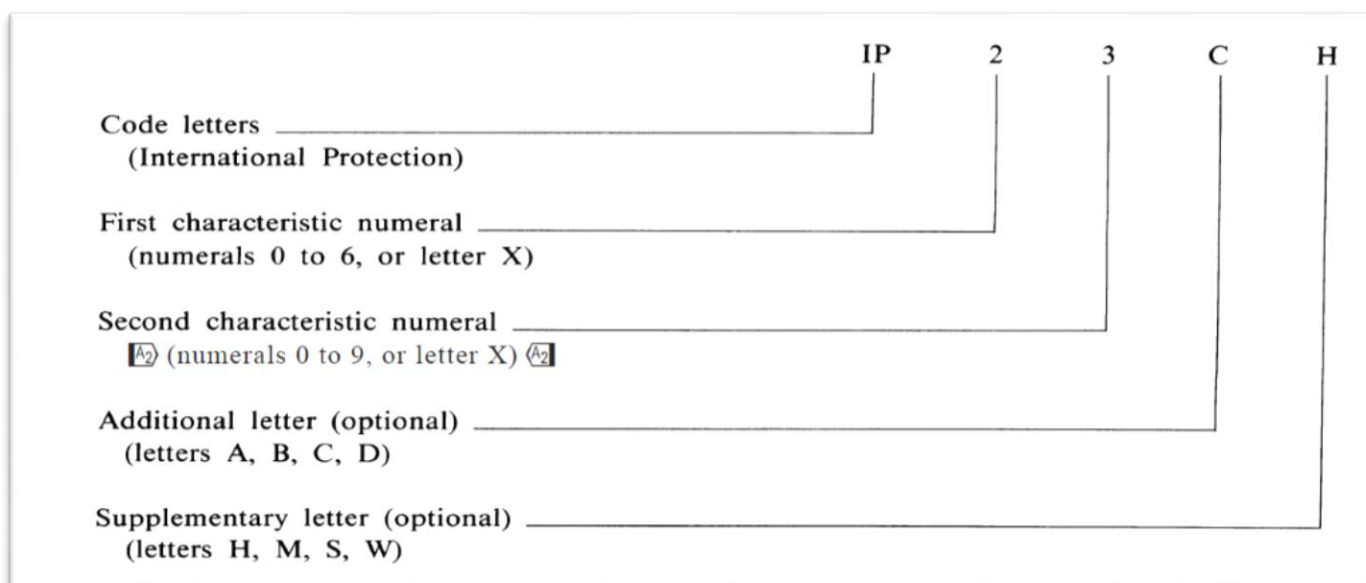 IP 2 3 C H
Code letters
(International Protection)
First characteristic numeral
(numerals 0 to 6, or letter X)
Second characteristic numeral
A2 (numerals 0 to 9, or letter X) A2
Additional letter (optional)
(letters A, B, C, D)
Supplementary letter (optional)
(letters H, M, S, W)